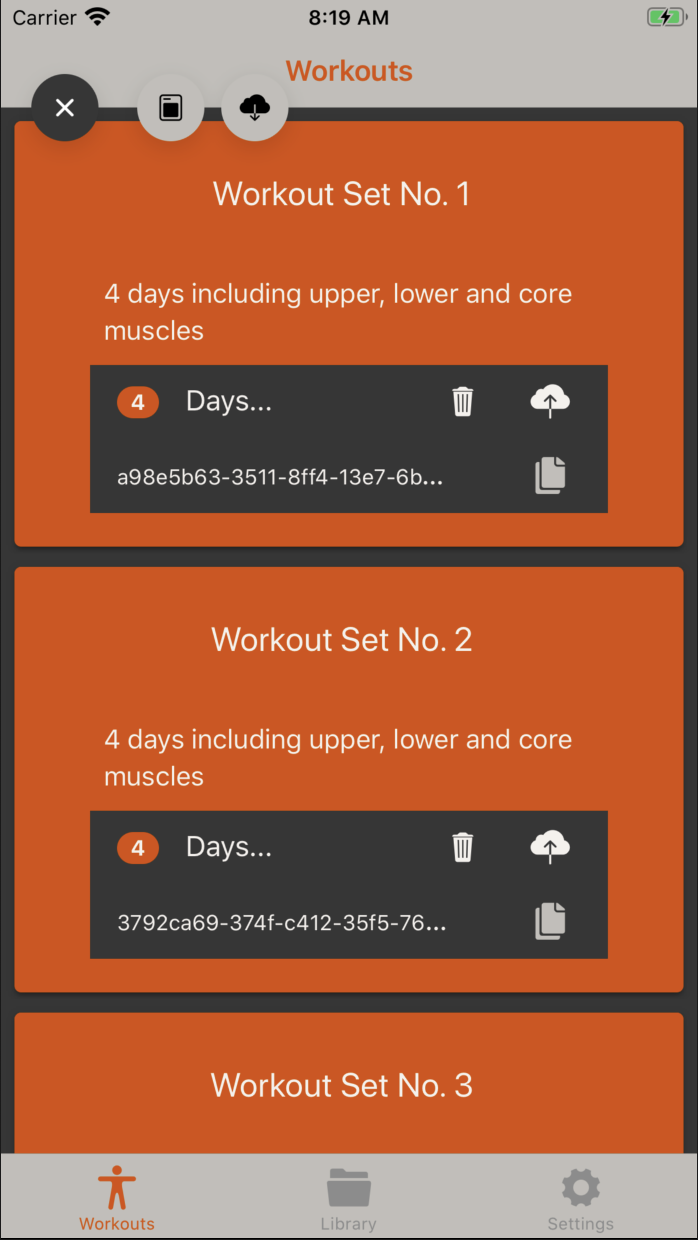 Carrier 8:19 AM
Workouts
Workout Set No. 1
4 days including upper, lower and core
muscles
4 Days...
a98e5b63-3511-8ff4-13e7-6b...
Workout Set No. 2
4 days including upper, lower and core
muscles
4 Days...
3792ca69-374f-c412-35f5-76...
Workout Set No. 3
Workouts Library Settings